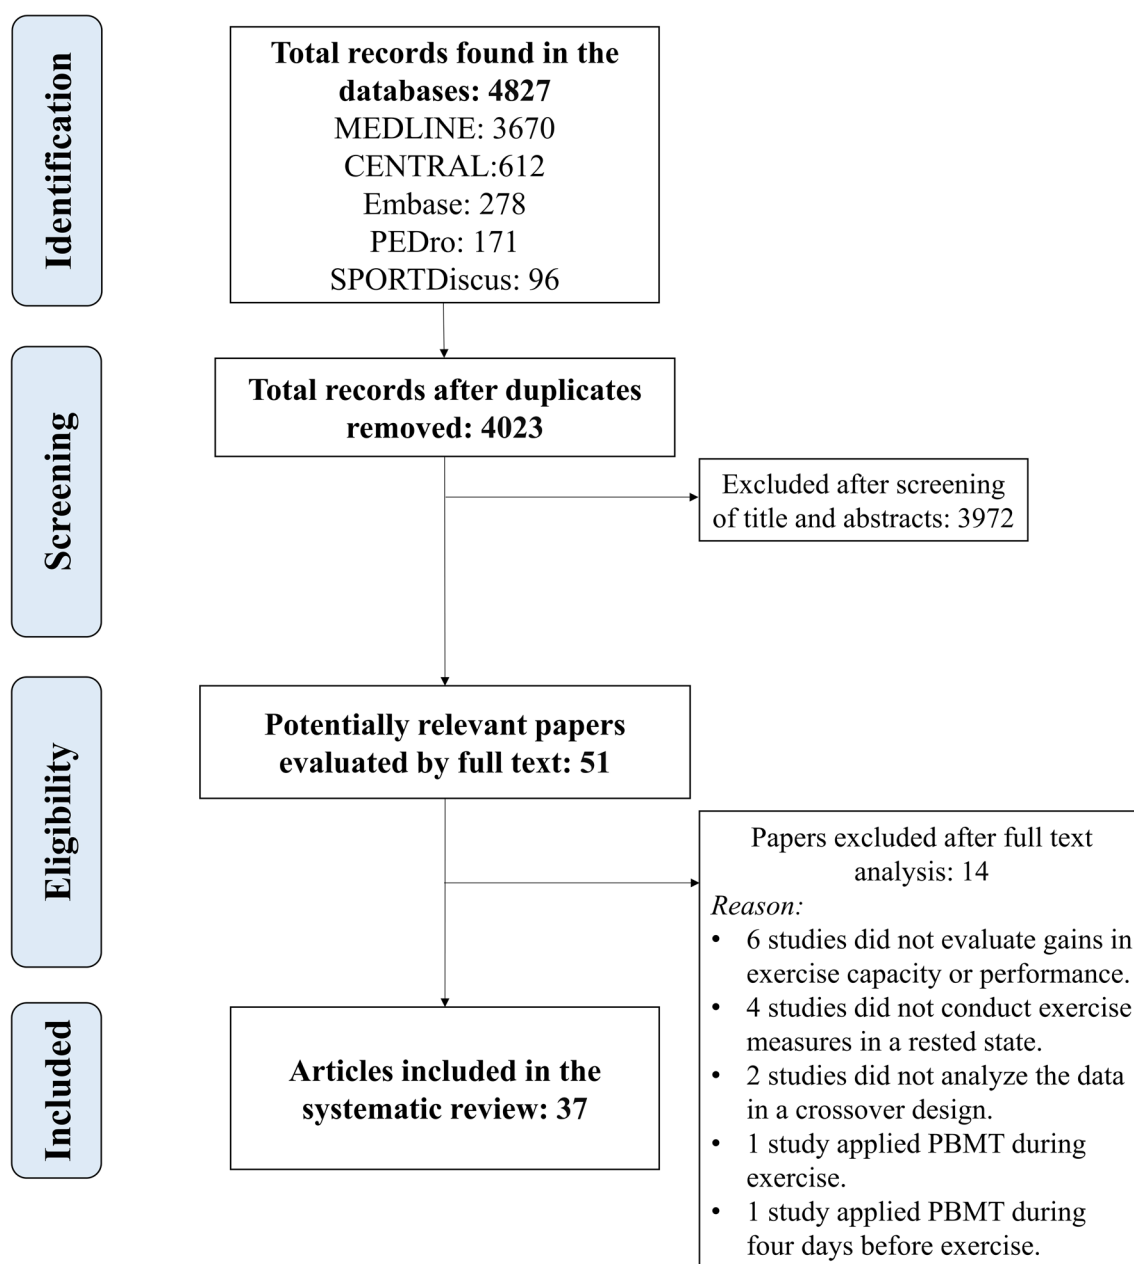 Identification
Total records found in the
databases: 4827
MEDLINE: 3670
CENTRAL:612
Embase: 278
PEDro: 171
SPORTDiscus: 96
Screening
Total records after duplicates
removed: 4023
Excluded after screening
of title and abstracts: 3972
Eligibility
Potentially relevant papers
evaluated by full text: 51
Papers excluded after full text
analysis: 14
Reason:
• 6 studies did not evaluate gains in
exercise capacity or performance.
• 4 studies did not conduct exercise
measures in a rested state.
• 2 studies did not analyze the data
in a crossover design.
• 1 study applied PBMT during
exercise.
• 1 study applied PBMT during
four days before exercise.
Included
Articles included in the
systematic review: 37